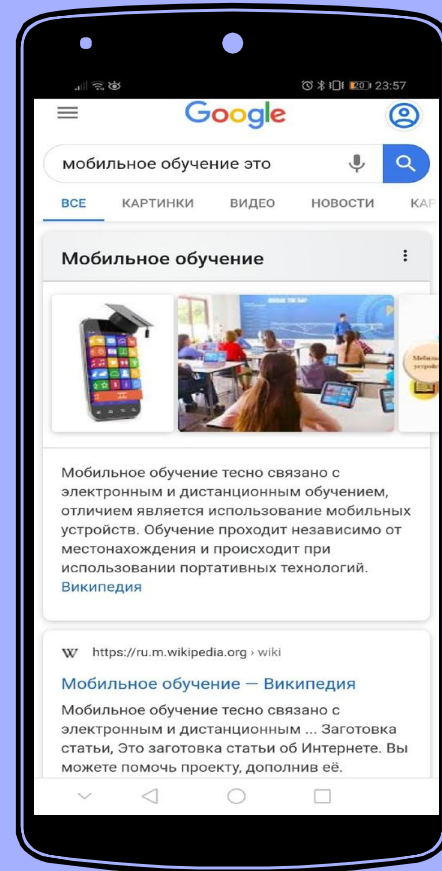 20 23:57
Google
мобильное обучение это
ВСЕ КАРТИНКИ ВИДЕО НОВОСТИ КАР
Мобильное обучение
Мобильное обучение тесно связано с
электронным и дистанционным обучением,
отличием является использование мобильных
устройств. Обучение проходит независимо от
местонахождения и происходит при
использовании портативных технологий.
Википедия
W https://ru.m.wikipedia.org › wiki
Мобильное обучение — Википедия
Мобильное обучение тесно связано с
электронным и дистанционным ... Заготовка
статьи, Это заготовка статьи об Интернете. Вы
можете помочь проекту, дополнив её.